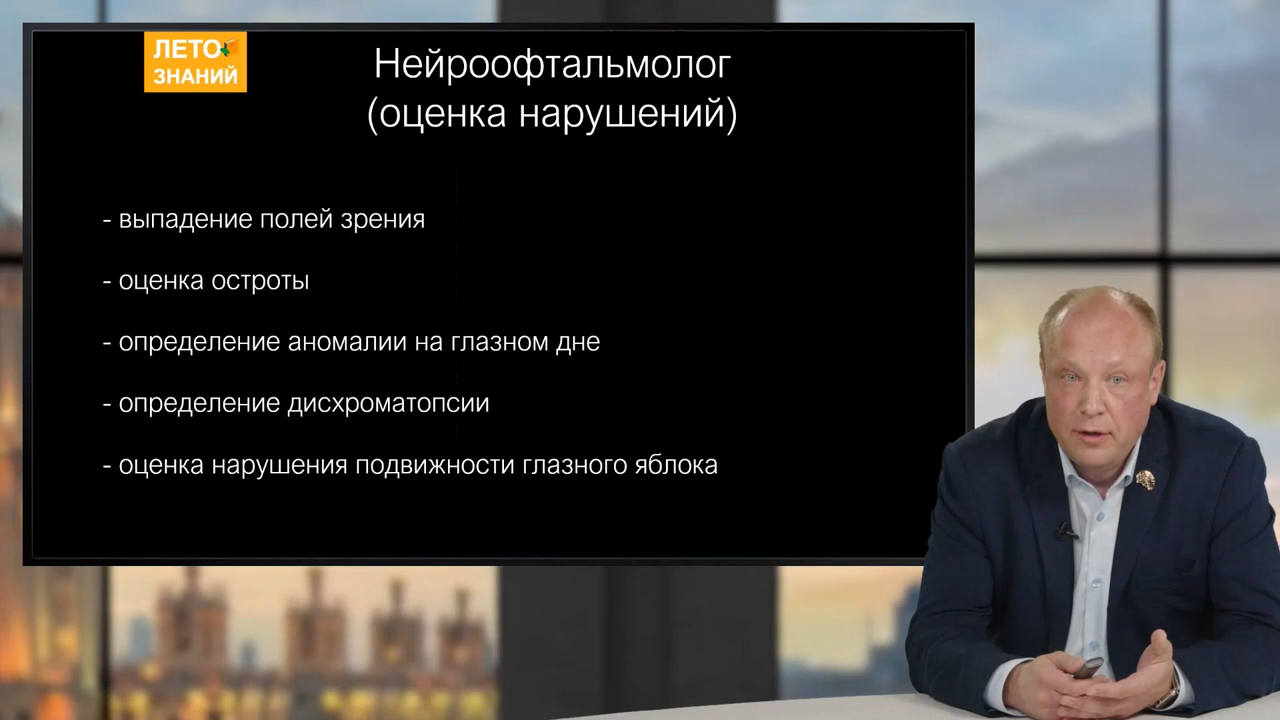 ЛЕТО
ЗНАНИЙ
Нейроофтальмолог
(оценка нарушений)
- выпадение полей зрения
- оценка остроты
- определение аномалии на глазном дне
- определение дисхроматопсии
- оценка нарушения подвижности глазного яблока